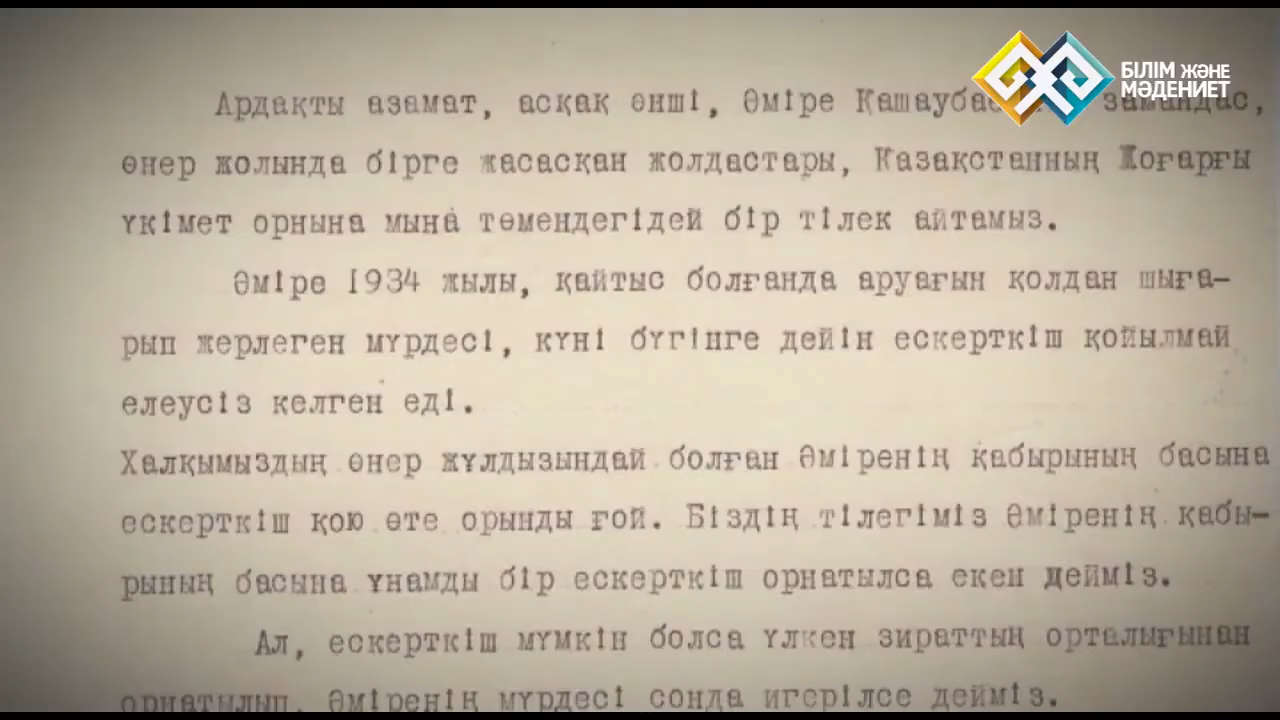 БІЛІМ ЖӘНЕ
МӘДЕНИЕТ
Ардақты азамат, асқақ әнші, Әміре замандас,
өнер жолында бірге жасасқан жолдастары, Казақстанның Жоғарғы
үкімет орнына мына төмендегідей бір тілек айтамыз.
Әміре 1934 жылы, қайтыс болғанда аруағын қолдан шыға-
рып жерлеген мүрдесі, күні бүгінге дейін ескерткіш қойылмай
елеусіз келген еді.
Халқымыздың өнер жұлдызындай болған Әміренің қабырының басына
ескерткіш қою өте орынды ғой. Біздің тілегіміз Әміренің қабы-
рының басына ұнамды бір ескерткіш орнатылса екен дейміз.
Ал, ескерткіш мүмкін болса үлкен зираттың орталығынан
орнатылып, Әміренің мүрдесі сонда игерілсе дейміз.